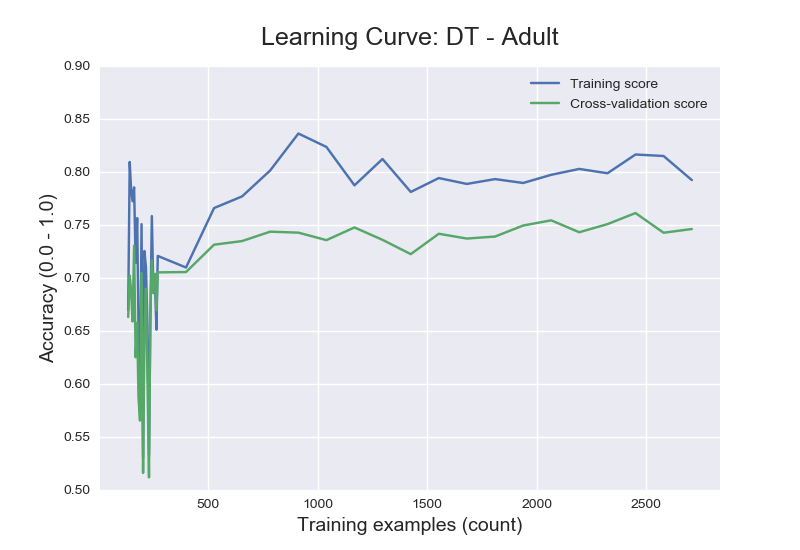 Learning Curve: DT - Adult
0.90
0.85
0.80
0.75
0.70
0.65
0.60
0.55
0.50
Accuracy (0.0 - 1.0)
Training score
Cross-validation score
500
1000
1500
2000
2500
Training examples (count)